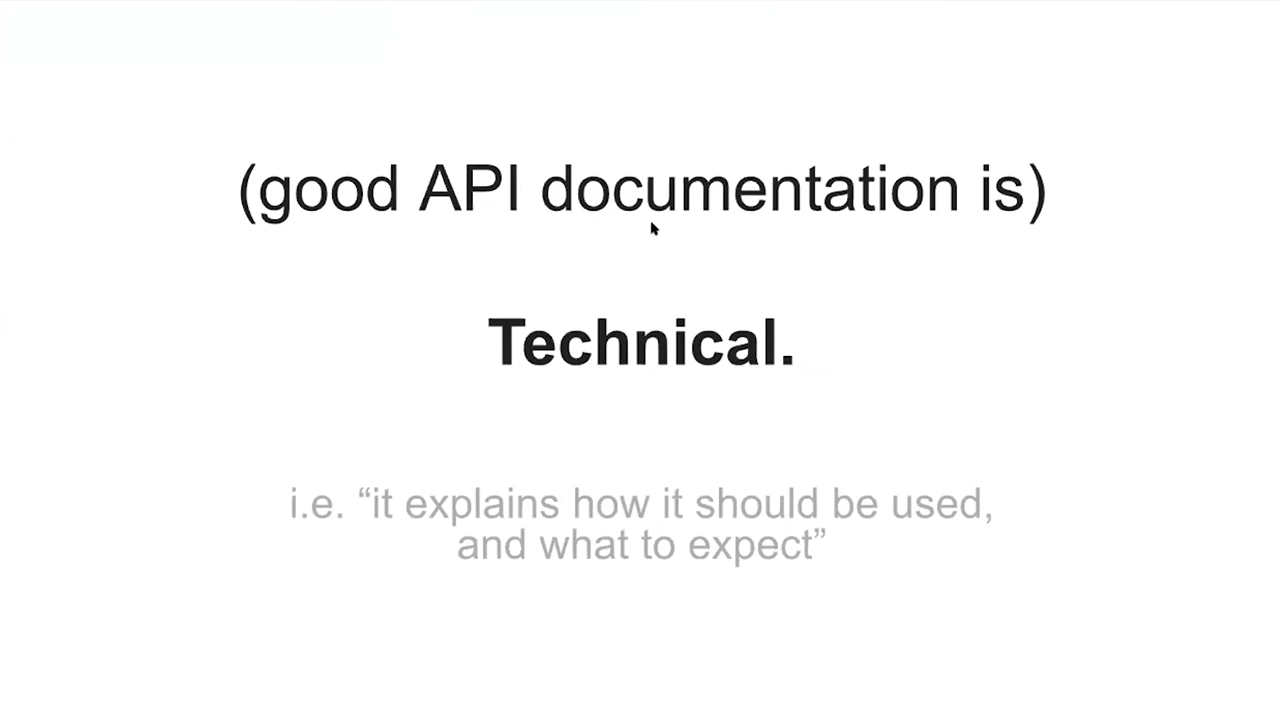 (good API documentation is)
Technical.
i.e. “it explains how it should be used,
and what to expect”